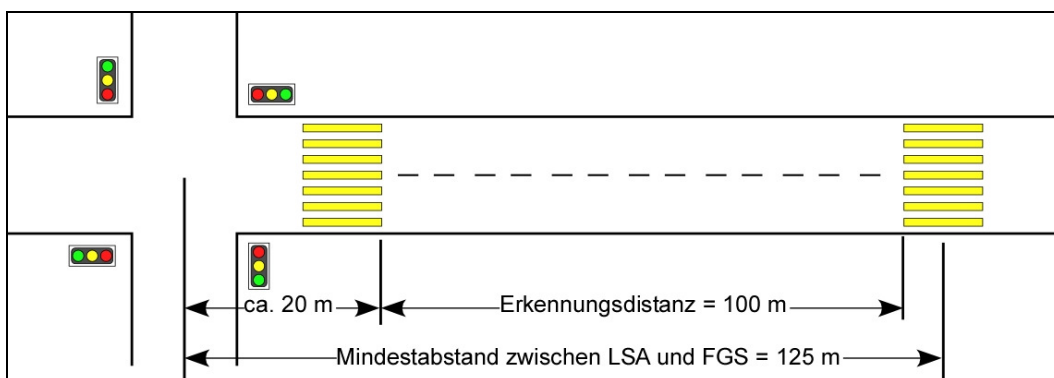 ca. 20 m
Erkennungsdistanz = 100 m
Mindestabstand zwischen LSA und FGS = 125 m